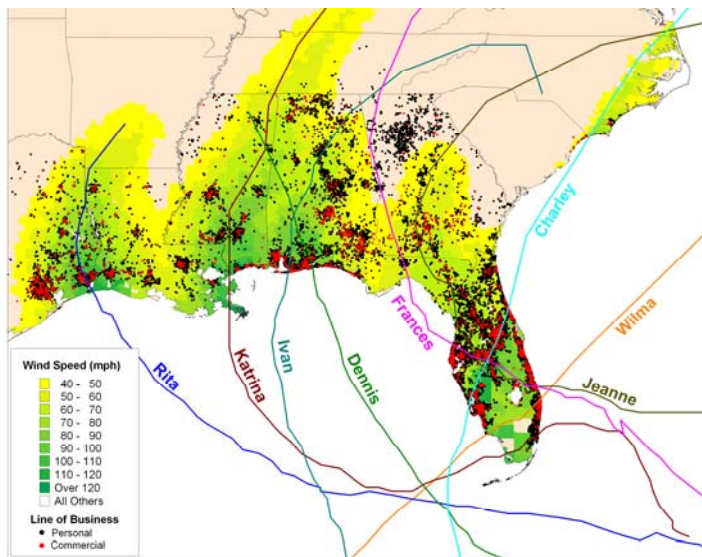 Charley
Wilma
Frances
Jeanne
Rita
Katrina
Ivan
Dennis
Wind Speed (mph)
40 - 50
50 - 60
60 - 70
70 - 80
80 - 90
90 - 100
100 - 110
110 - 120
Over 120
All Others
Line of Business
Personal
Commercial